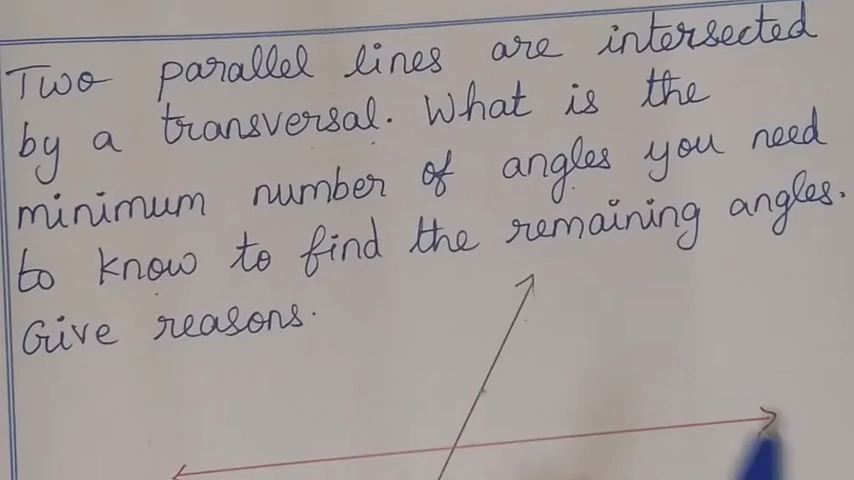 Two parallel lines are intersected
by a transversal. What is the
minimum number of angles you need
to know to find the remaining angles.
Give reasons.